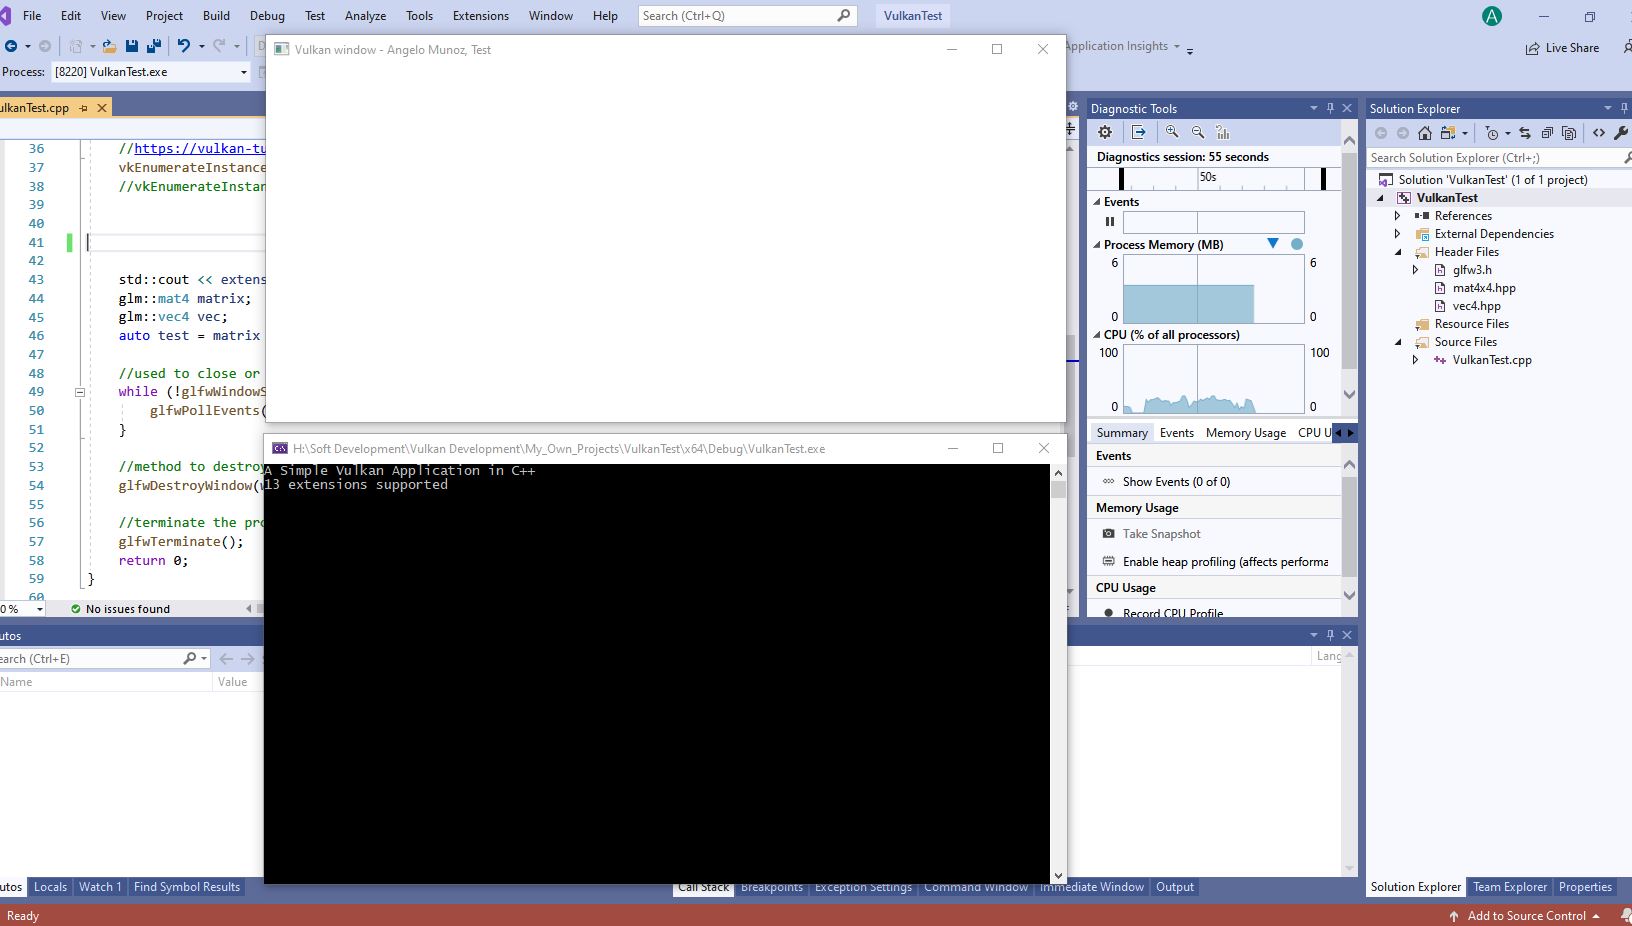 File Edit View Project Build Debug Test Analyze Tools Extensions Window Help Search (Ctrl+Q) VulkanTest A
Live Share
Application Insights
Process: [8220] VulkanTest.exe
Vulkan window - Angelo Munoz, Test
ulkanTest.cpp
36 //https://vulkan-tu
37 vkEnumerateInstance
38 //vkEnumerateInstan
39
40
41
42
43 std::cout << extens
44 glm::mat4 matrix;
45 glm::vec4 vec;
46 auto test = matrix
47
48 //used to close or
49 while (!glfwWindowS
50 glfwPollEvents(
51 }
52
53 //method to destroy
54 glfwDestroyWindow(w
55
56 //terminate the pro
57 glfwTerminate();
58 return 0;
59 }
60
0 % No issues found
H:\Soft Development\Vulkan Development\My_Own_Projects\VulkanTest\x64\Debug\VulkanTest.exe
A Simple Vulkan Application in C++
13 extensions supported
Diagnostic Tools
Diagnostics session: 55 seconds
50s
Events
Process Memory (MB)
6 6
0 0
CPU (% of all processors)
100 100
0 0
Summary Events Memory Usage CPU U
Events
Show Events (0 of 0)
Memory Usage
Take Snapshot
Enable heap profiling (affects performa
CPU Usage
Record CPU Profile
Solution Explorer
Search Solution Explorer (Ctrl+;)
Solution 'VulkanTest' (1 of 1 project)
VulkanTest
References
External Dependencies
Header Files
glfw3.h
mat4x4.hpp
vec4.hpp
Resource Files
Source Files
VulkanTest.cpp
utos
earch (Ctrl+E)
Name Value
Lang
utos Locals Watch 1 Find Symbol Results
Call Stack Breakpoints Exception Settings Command Window Immediate Window Output
Solution Explorer Team Explorer Properties
Ready
Add to Source Control